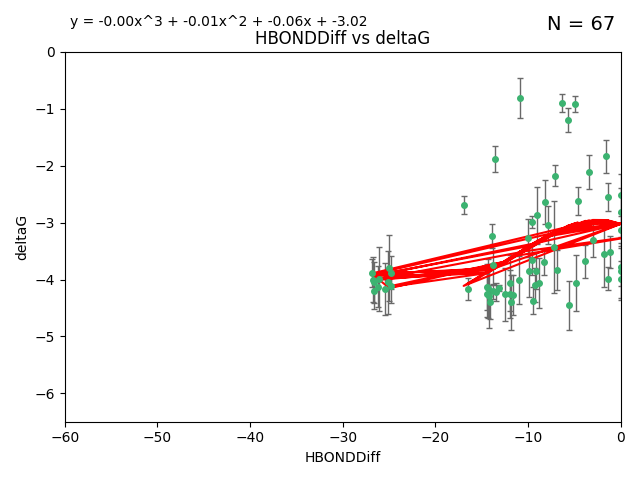 y = -0.00x^3 + -0.01x^2 + -0.06x + -3.02
N = 67
HBONDDiff vs deltaG
0
−1
−2
−3
−4
−5
−6
deltaG
−60
−50
−40
−30
−20
−10
0
HBONDDiff